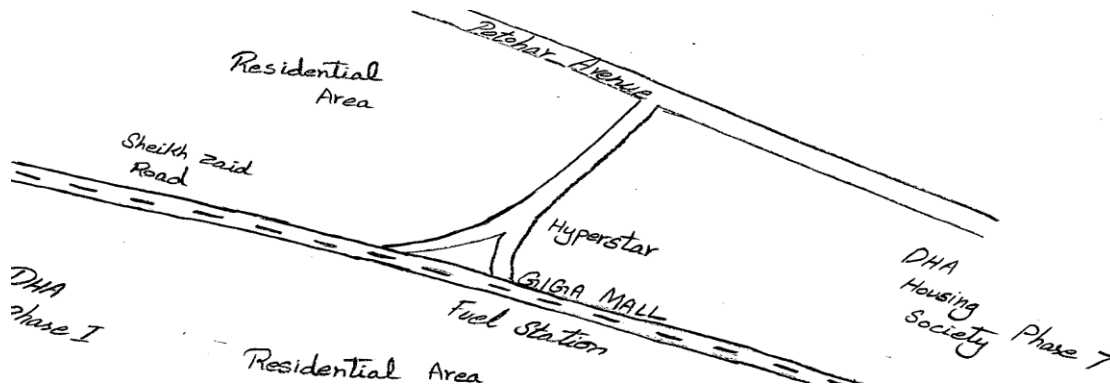 Petohar Avenue
Residential
Area
Sheikh Zaid
Road
Hyperstar
DHA
Housing
Society Phase 7
GIGA MALL
Fuel Station
DHA
Phase I
Residential Area